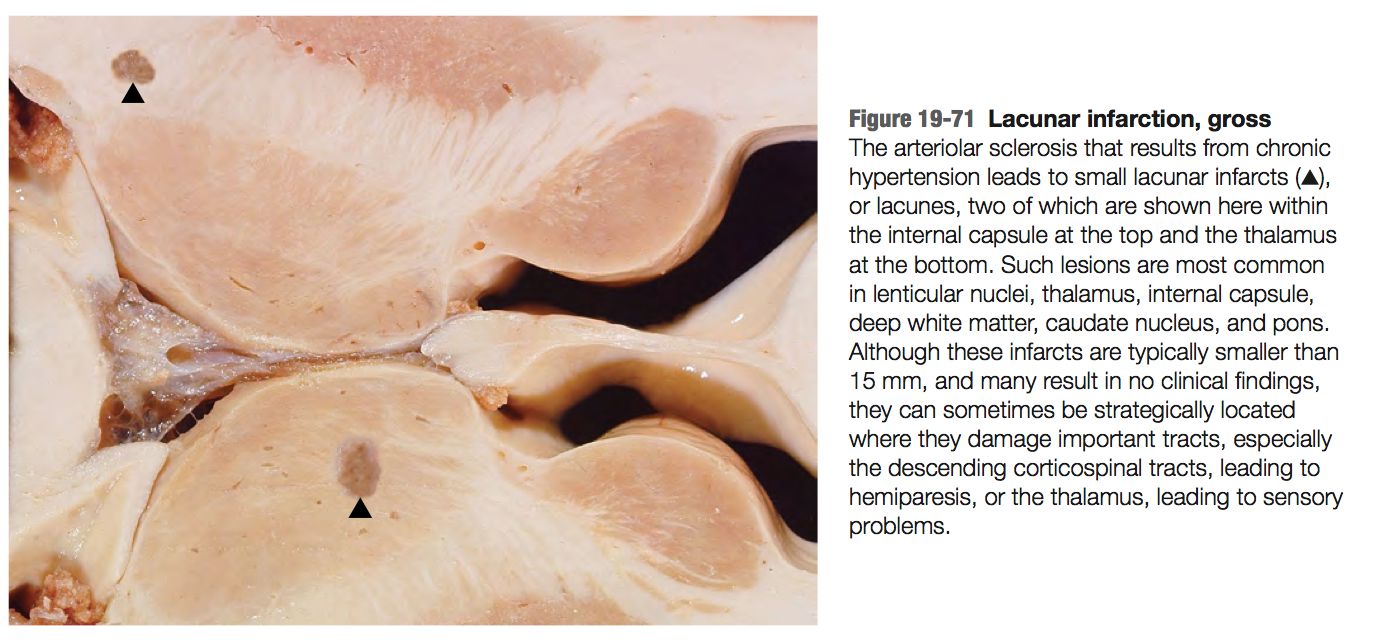 Figure 19-71 Lacunar infarction, gross
The arteriolar sclerosis that results from chronic
hypertension leads to small lacunar infarcts (▲),
or lacunes, two of which are shown here within
the internal capsule at the top and the thalamus
at the bottom. Such lesions are most common
in lenticular nuclei, thalamus, internal capsule,
deep white matter, caudate nucleus, and pons.
Although these infarcts are typically smaller than
15 mm, and many result in no clinical findings,
they can sometimes be strategically located
where they damage important tracts, especially
the descending corticospinal tracts, leading to
hemiparesis, or the thalamus, leading to sensory
problems.